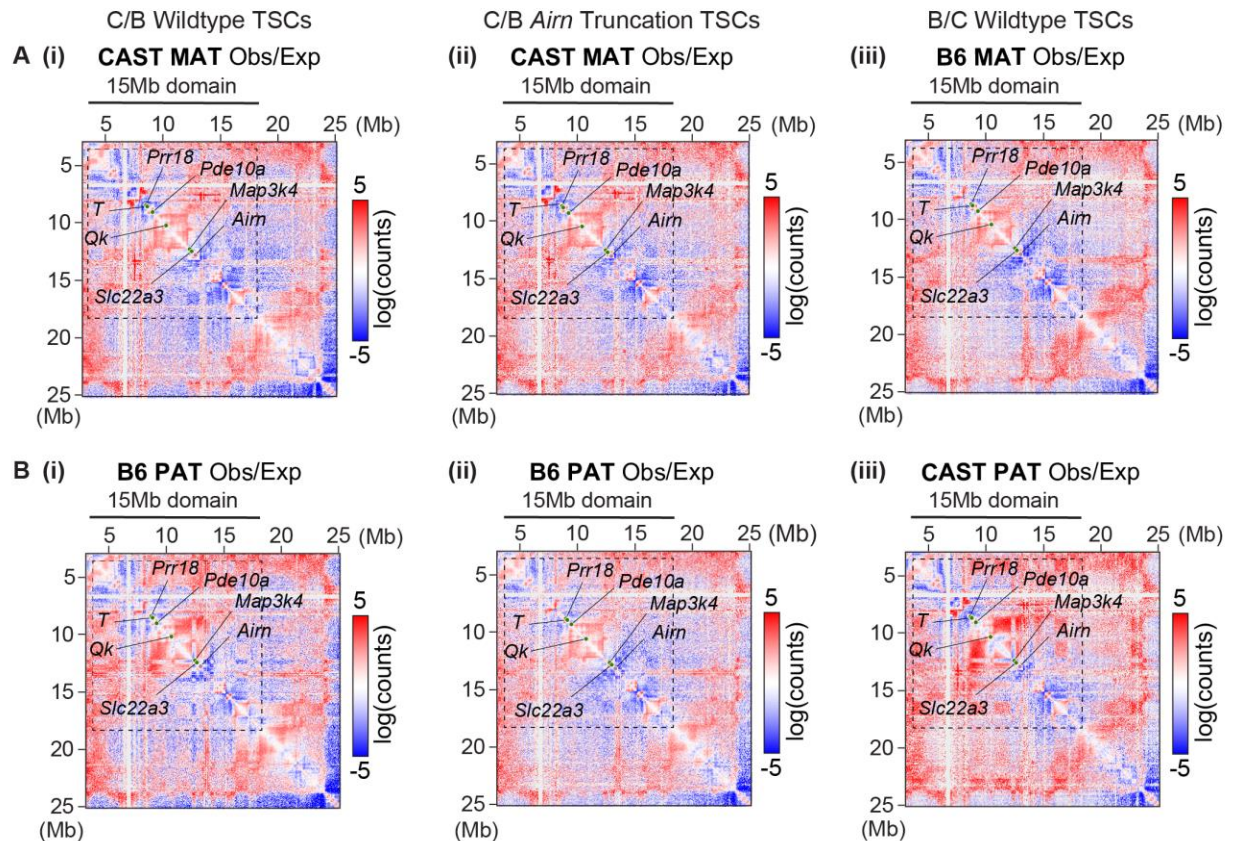 C/B Wildtype TSCs
C/B Airn Truncation TSCs
B/C Wildtype TSCs
A (i) CAST MAT Obs/Exp
15Mb domain
5 10 15 20 25 (Mb)
5
10
15
20
25
(Mb)
Prr18
Pde10a
Map3k4
T
Airn
Qk
Slc22a3
5
log(counts)
-5
(ii) CAST MAT Obs/Exp
15Mb domain
5 10 15 20 25 (Mb)
5
10
15
20
25
(Mb)
Prr18
Pde10a
Map3k4
T
Airn
Qk
Slc22a3
5
log(counts)
-5
(iii) B6 MAT Obs/Exp
15Mb domain
5 10 15 20 25 (Mb)
5
10
15
20
25
(Mb)
Prr18
Pde10a
Map3k4
T
Airn
Qk
Slc22a3
5
log(counts)
-5
B (i) B6 PAT Obs/Exp
15Mb domain
5 10 15 20 25 (Mb)
5
10
15
20
25
(Mb)
Prr18
Pde10a
Map3k4
T
Airn
Qk
Slc22a3
5
log(counts)
-5
(ii) B6 PAT Obs/Exp
15Mb domain
5 10 15 20 25 (Mb)
5
10
15
20
25
(Mb)
Prr18
Pde10a
Map3k4
T
Airn
Qk
Slc22a3
5
log(counts)
-5
(iii) CAST PAT Obs/Exp
15Mb domain
5 10 15 20 25 (Mb)
5
10
15
20
25
(Mb)
Prr18
Pde10a
Map3k4
T
Airn
Qk
Slc22a3
5
log(counts)
-5